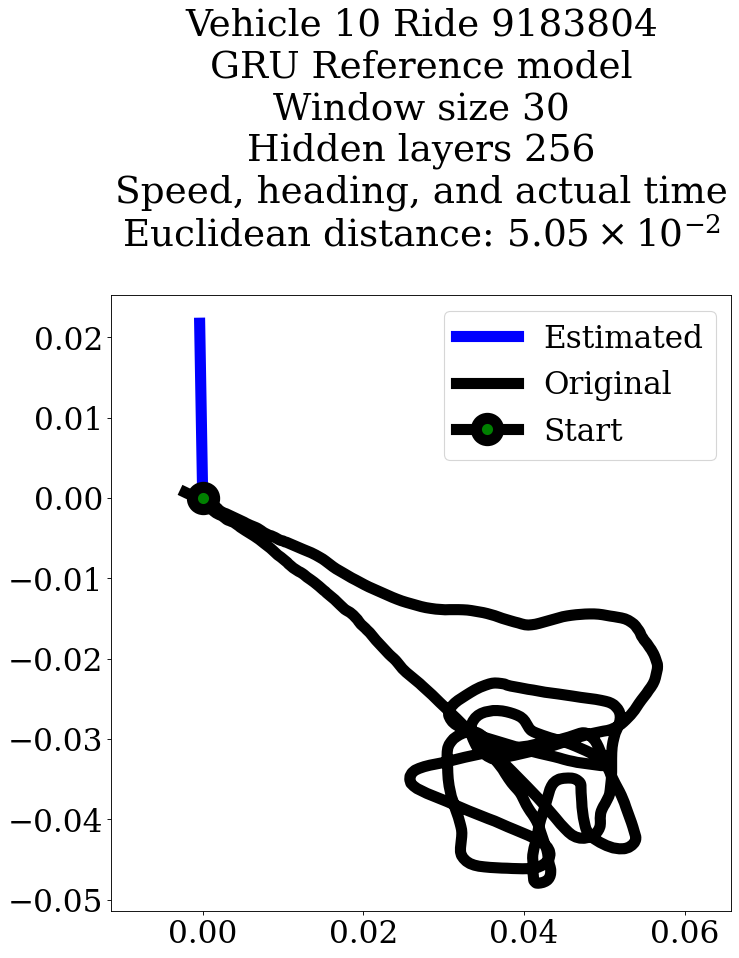 Vehicle 10 Ride 9183804
GRU Reference model
Window size 30
Hidden layers 256
Speed, heading, and actual time
Euclidean distance: 5.05 × 10⁻²
Estimated
Original
Start
0.02
0.01
0.00
−0.01
−0.02
−0.03
−0.04
−0.05
0.00 0.02 0.04 0.06